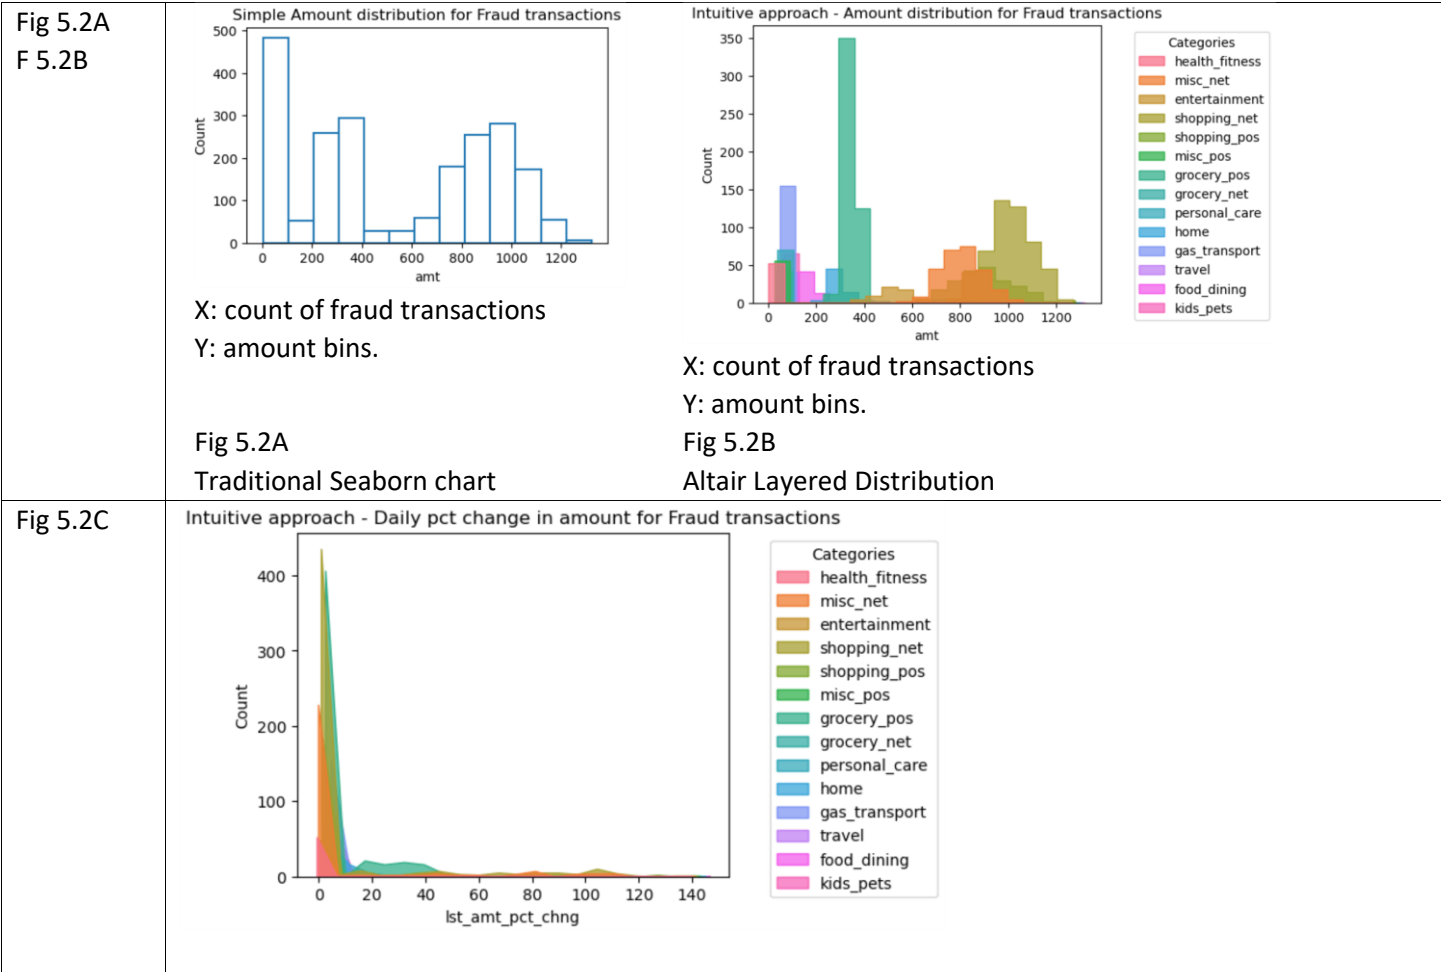 Fig 5.2A
F 5.2B
Simple Amount distribution for Fraud transactions
500
400
300
200
100
0
Count
0 200 400 600 800 1000 1200
amt
X: count of fraud transactions
Y: amount bins.
Fig 5.2A
Traditional Seaborn chart
Intuitive approach - Amount distribution for Fraud transactions
350
300
250
200
150
100
50
0
Count
0 200 400 600 800 1000 1200
amt
Categories
health_fitness
misc_net
entertainment
shopping_net
shopping_pos
misc_pos
grocery_pos
grocery_net
personal_care
home
gas_transport
travel
food_dining
kids_pets
X: count of fraud transactions
Y: amount bins.
Fig 5.2B
Altair Layered Distribution
Fig 5.2C
Intuitive approach - Daily pct change in amount for Fraud transactions
400
300
200
100
0
Count
0 20 40 60 80 100 120 140
lst_amt_pct_chng
Categories
health_fitness
misc_net
entertainment
shopping_net
shopping_pos
misc_pos
grocery_pos
grocery_net
personal_care
home
gas_transport
travel
food_dining
kids_pets